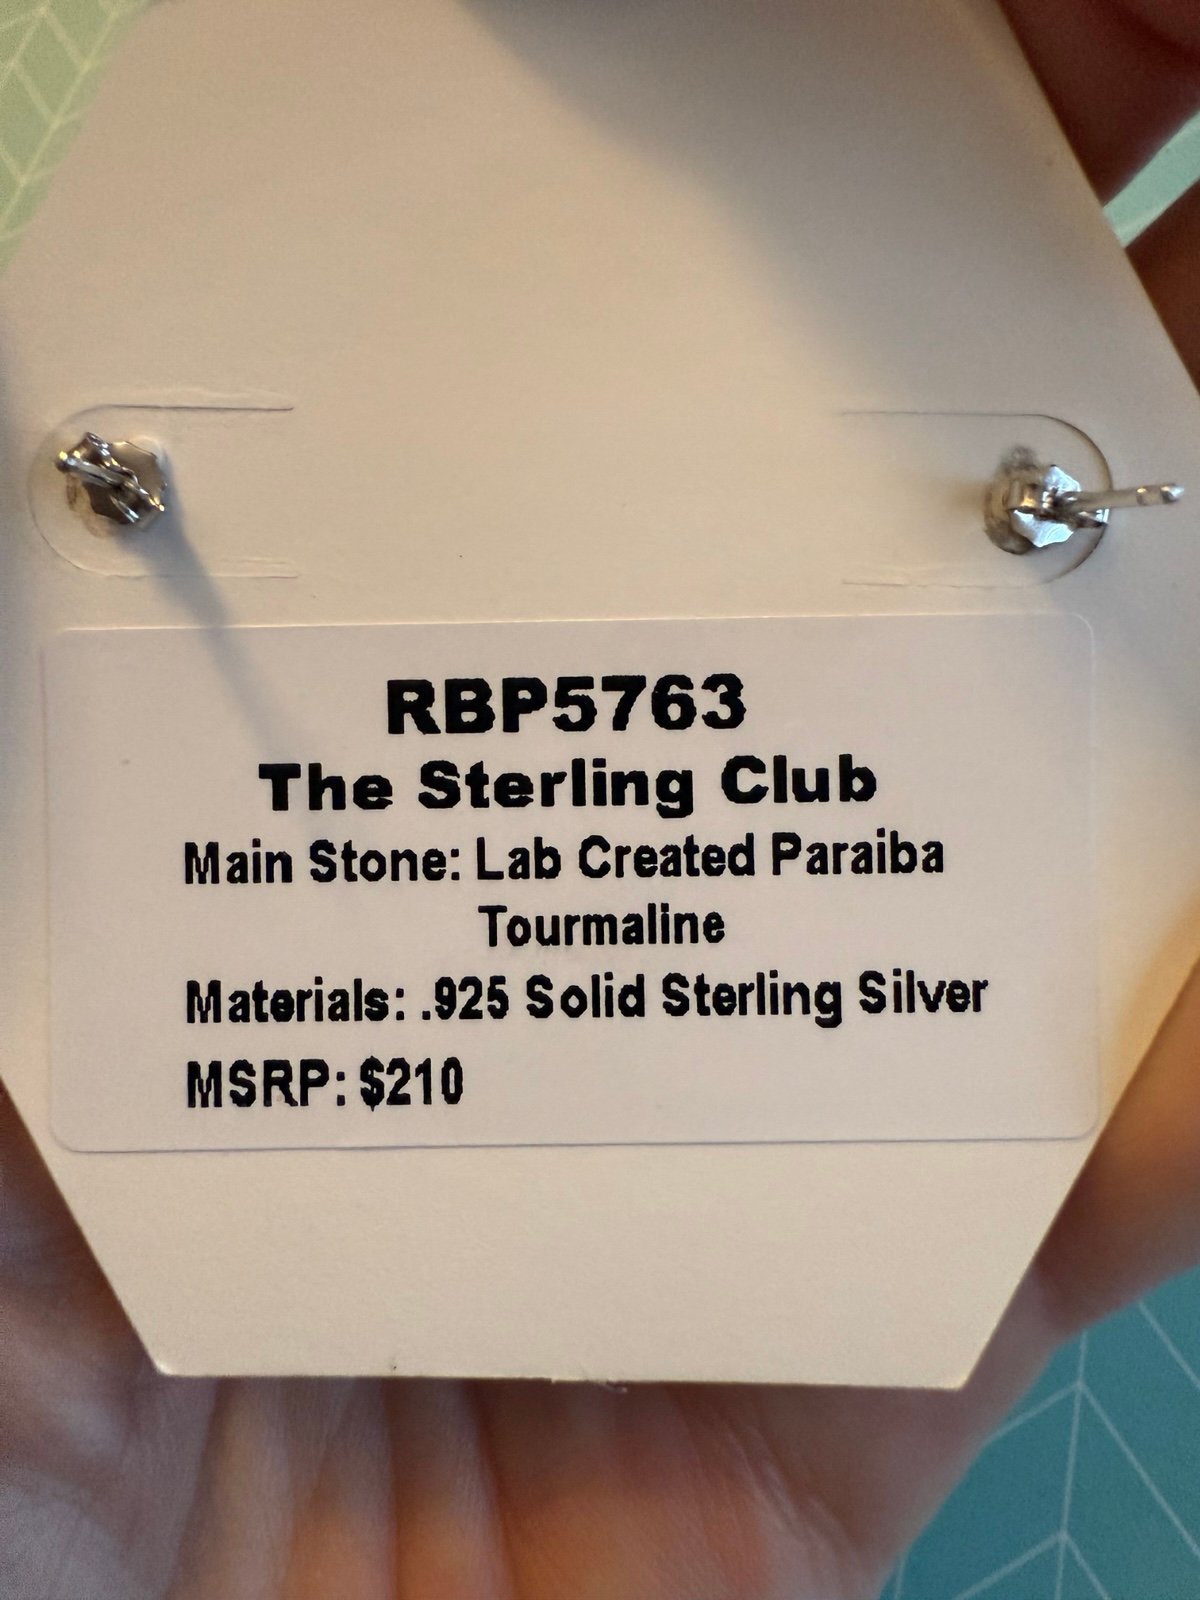 RBP5763
The Sterling Club
Main Stone: Lab Created Paraiba
Tourmaline
Materials: .925 Solid Sterling Silver
MSRP: $210